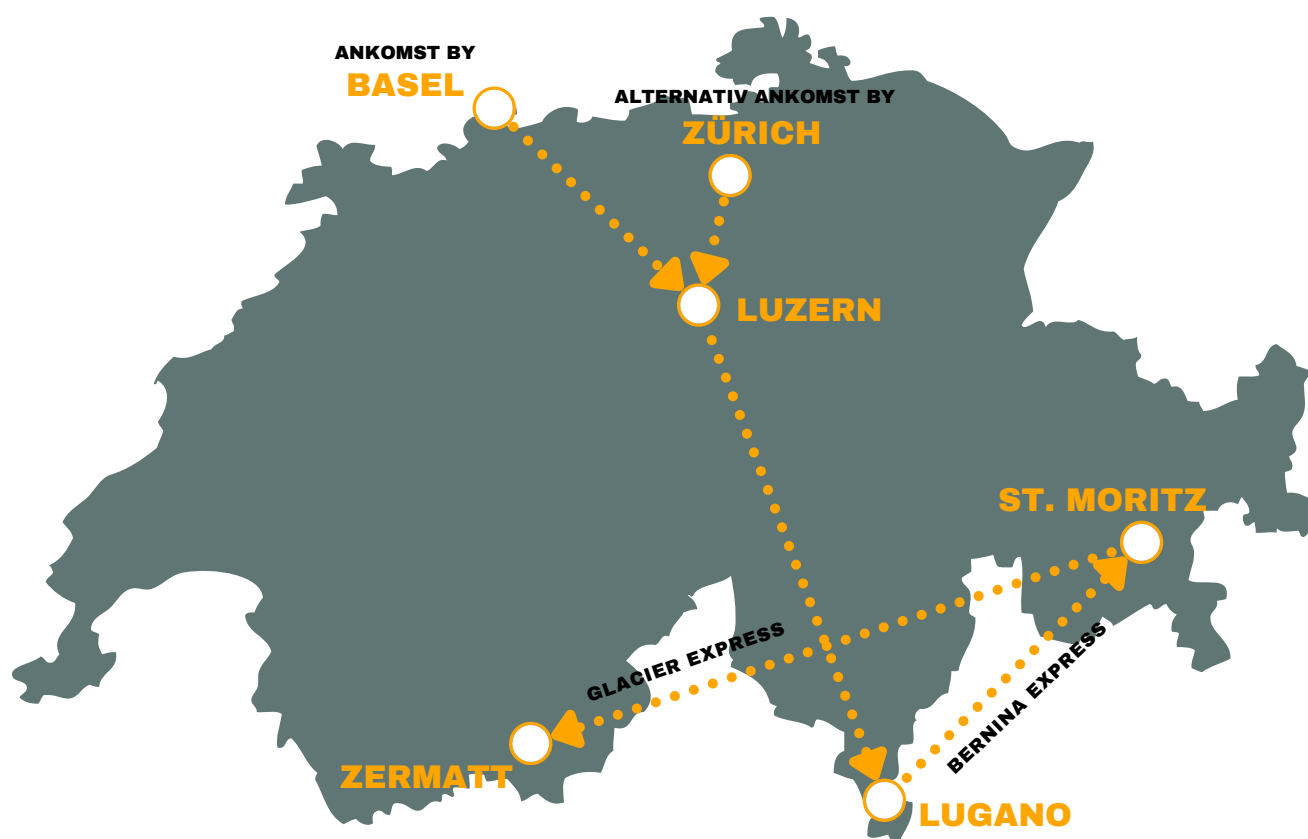 ANKOMST BY
BASEL
ALTERNATIV ANKOMST BY
ZÜRICH
LUZERN
ST. MORITZ
GLACIER EXPRESS
BERNINA EXPRESS
ZERMATT
LUGANO